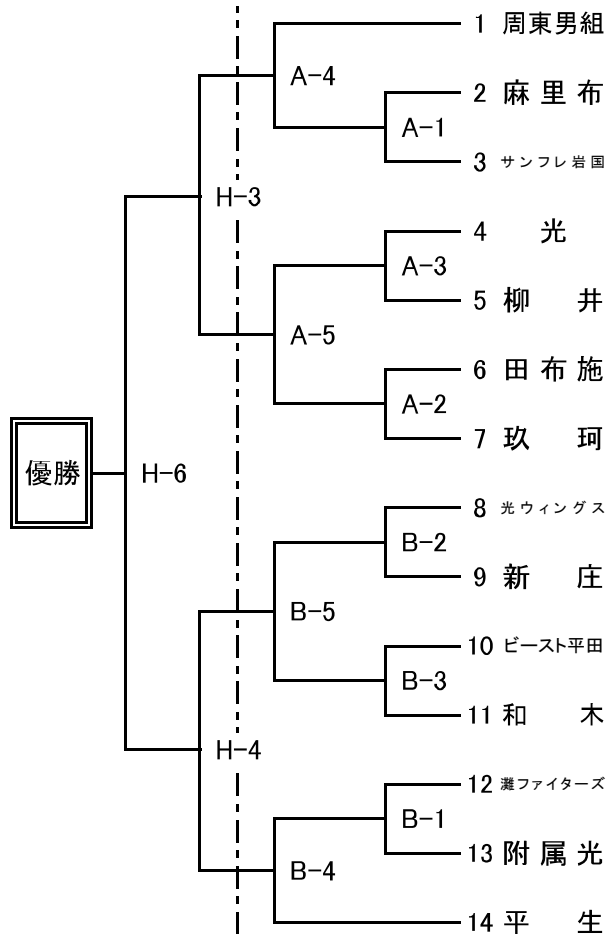 1 周東男組
A-4
2 麻里布
A-1
3 サンフレ岩国
H-3
4 光
A-3
5 柳井
A-5
6 田布施
A-2
7 玖珂
優勝
H-6
8 光ウィングス
B-2
9 新庄
B-5
10 ビースト平田
B-3
11 和木
H-4
12 灘ファイターズ
B-1
13 附属光
B-4
14 平生